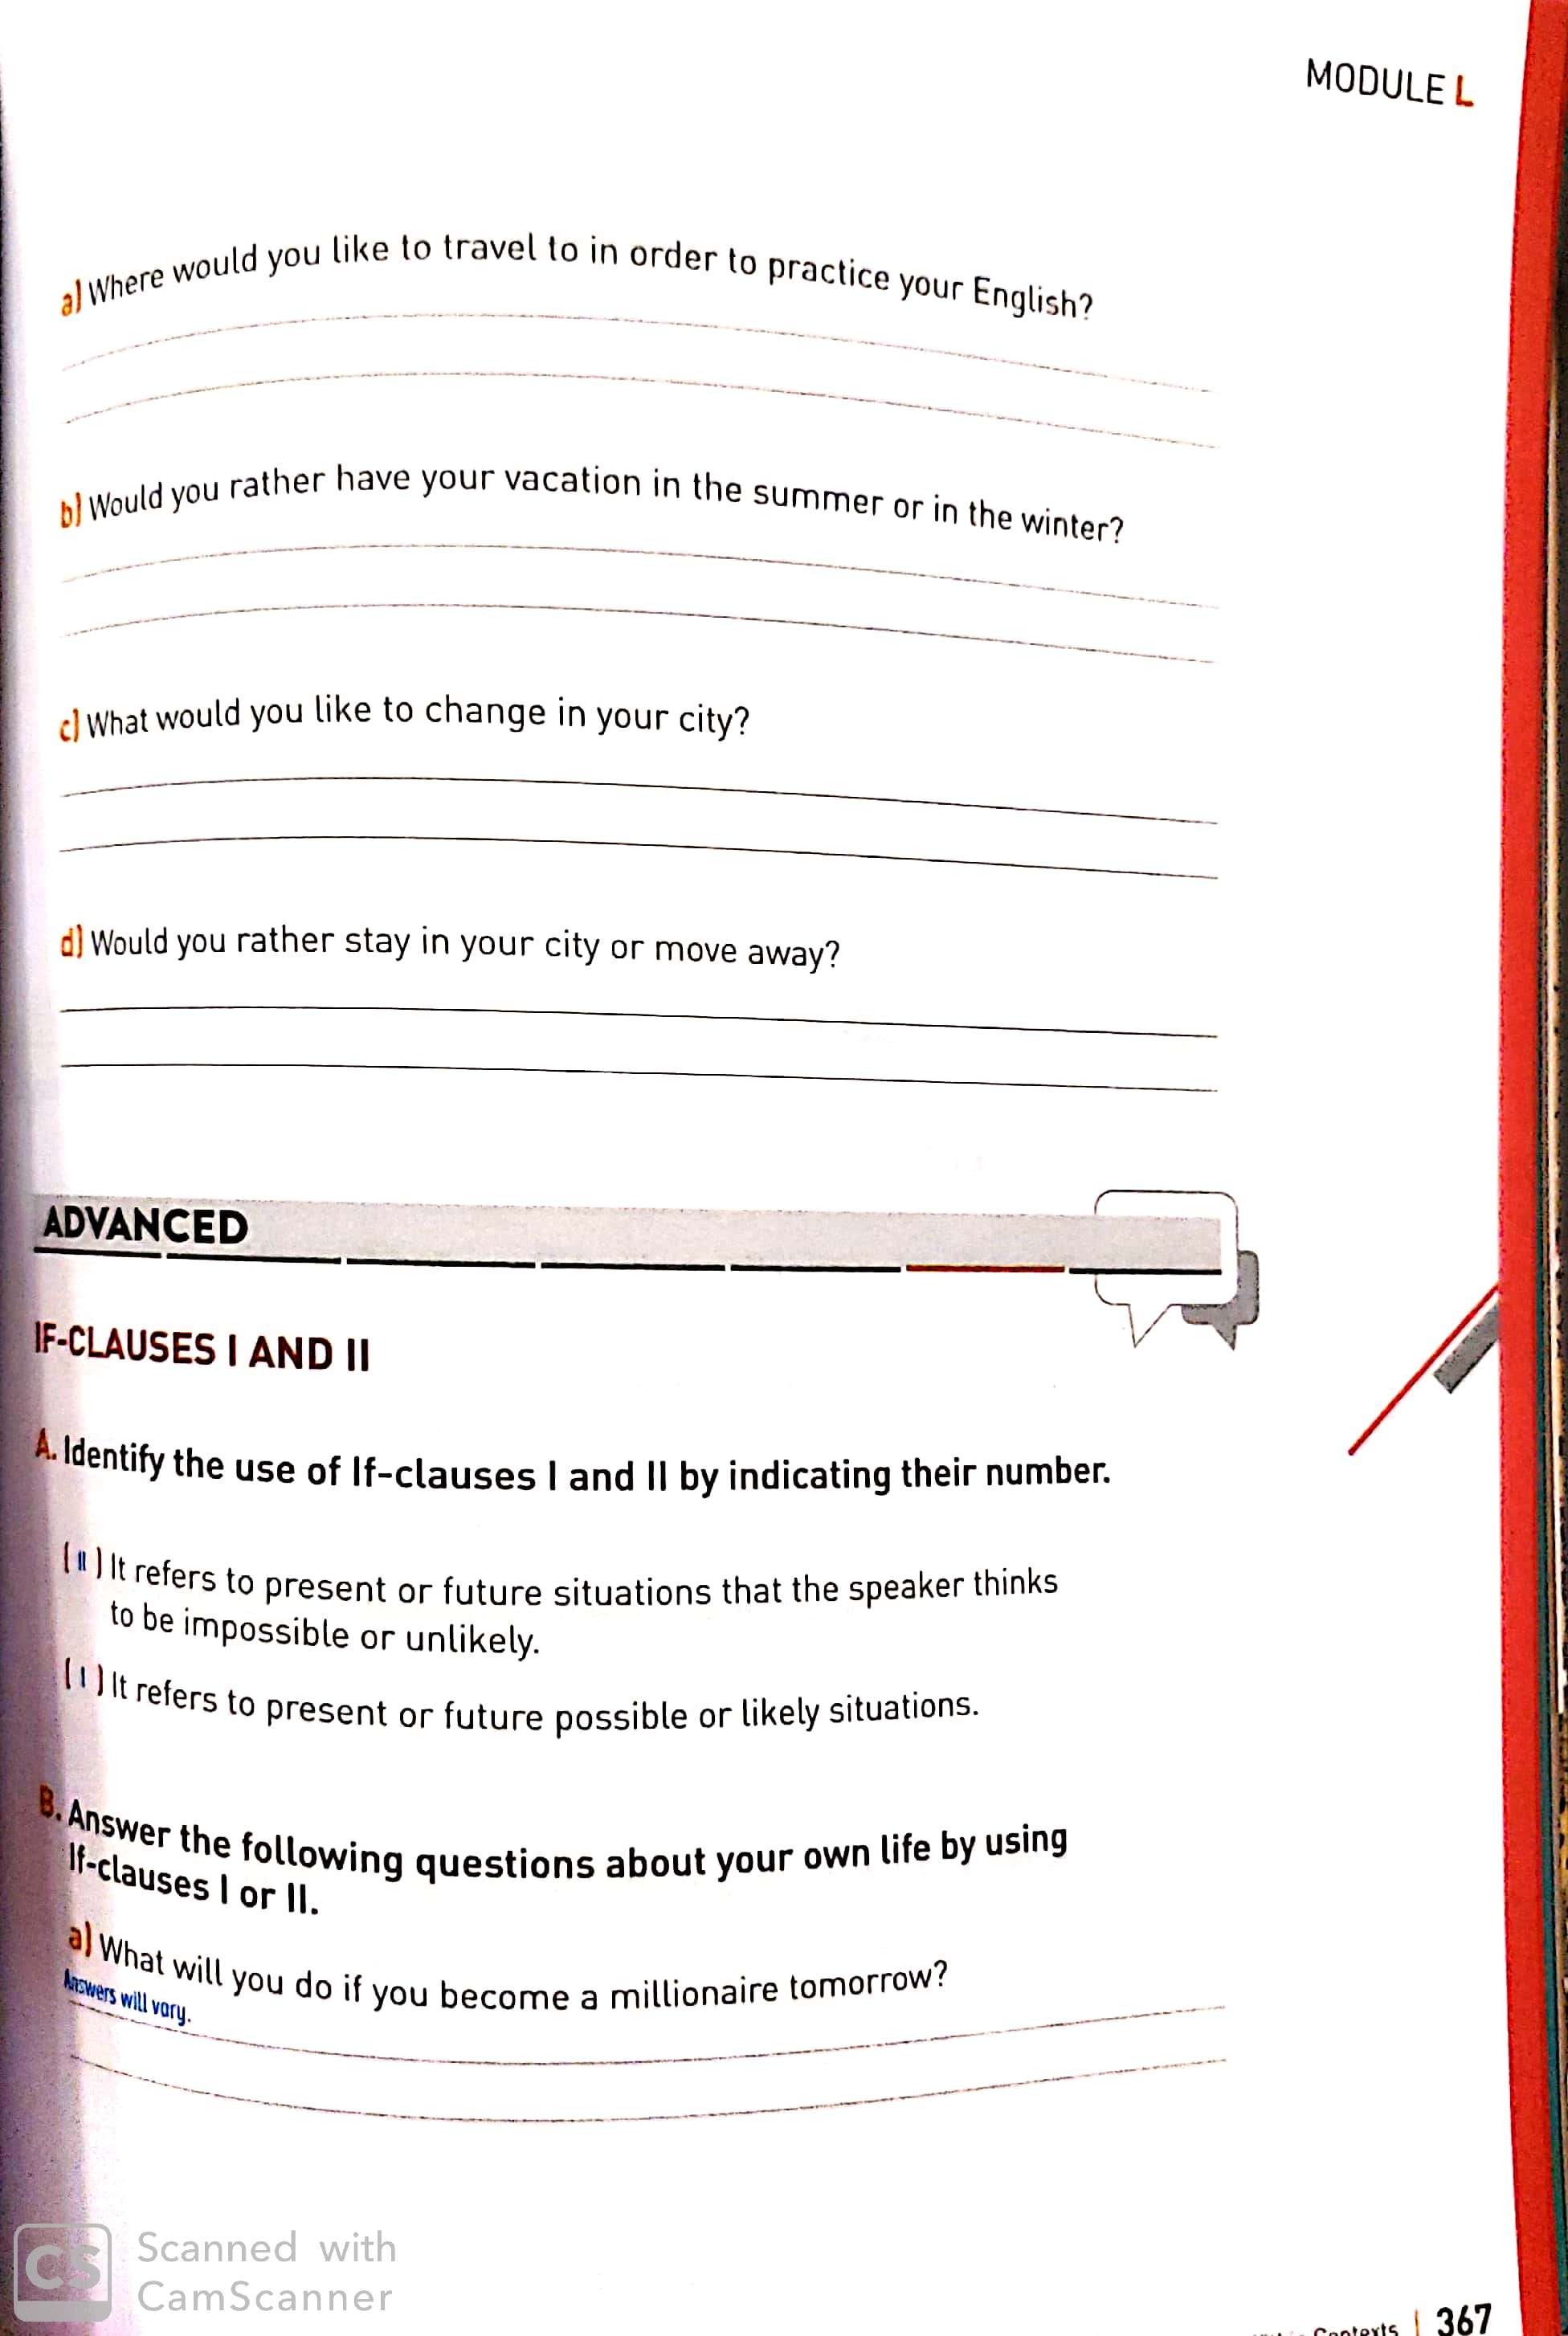 MODULE L
a) Where would you like to travel to in order to practice your English?
b) Would you rather have your vacation in the summer or in the winter?
c) What would you like to change in your city?
d) Would you rather stay in your city or move away?
ADVANCED
IF-CLAUSES I AND II
A. Identify the use of If-clauses I and II by indicating their number.
( II ) It refers to present or future situations that the speaker thinks
to be impossible or unlikely.
( I ) It refers to present or future possible or likely situations.
B. Answer the following questions about your own life by using
If-clauses I or II.
a) What will you do if you become a millionaire tomorrow?
Answers will vary.
CS Scanned with
CamScanner
Contexts | 367